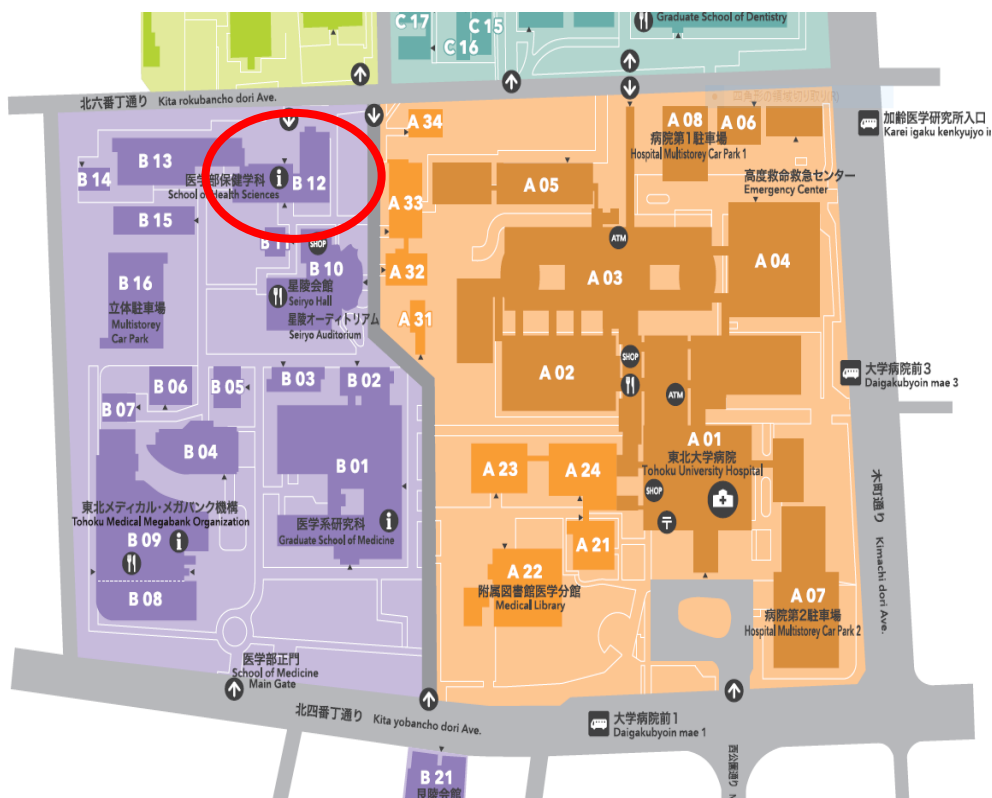 C 17
C 16
C 15
Graduate School of Dentistry
北六番丁通り Kita rokubancho dori Ave.
加齢医学研究所入口
Karei igaku kenkyujyo ir
A 34
A 08
病院第1駐車場
Hospital Multistorey Car Park 1
A 06
高度救命救急センター
Emergency Center
B 13
B 14
医学部保健学科
School of Health Sciences
B 12
A 33
A 05
B 15
B 11
SHOP
B 10
A 32
ATM
A 03
A 04
B 16
立体駐車場
Multistorey
Car Park
星陵会館
Seiryo Hall
星陵オーディトリアム
Seiryo Auditorium
A 31
B 06
B 05
B 03
B 02
A 02
SHOP
ATM
大学病院前3
Daigakubyoin mae 3
B 07
B 04
B 01
A 23
A 24
A 01
東北大学病院
Tohoku University Hospital
SHOP
〒
木町通り Kimachi dori Ave.
東北メディカル・メガバンク機構
Tohoku Medical Megabank Organization
B 09
B 08
医学系研究科
Graduate School of Medicine
A 21
A 22
附属図書館医学分館
Medical Library
A 07
病院第2駐車場
Hospital Multistorey Car Park 2
医学部正門
School of Medicine
Main Gate
北四番丁通り Kita yobancho dori Ave.
大学病院前1
Daigakubyoin mae 1
西公園通り
B 21
艮陵会館